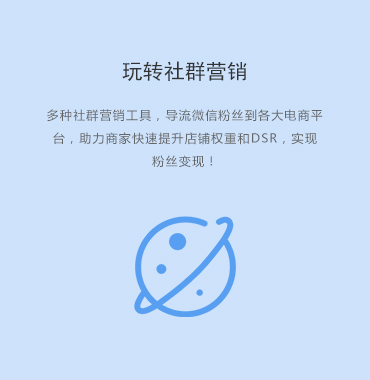 玩转社群营销
多种社群营销工具，导流微信粉丝到各大电商平
台，助力商家快速提升店铺权重和DSR，实现
粉丝变现！